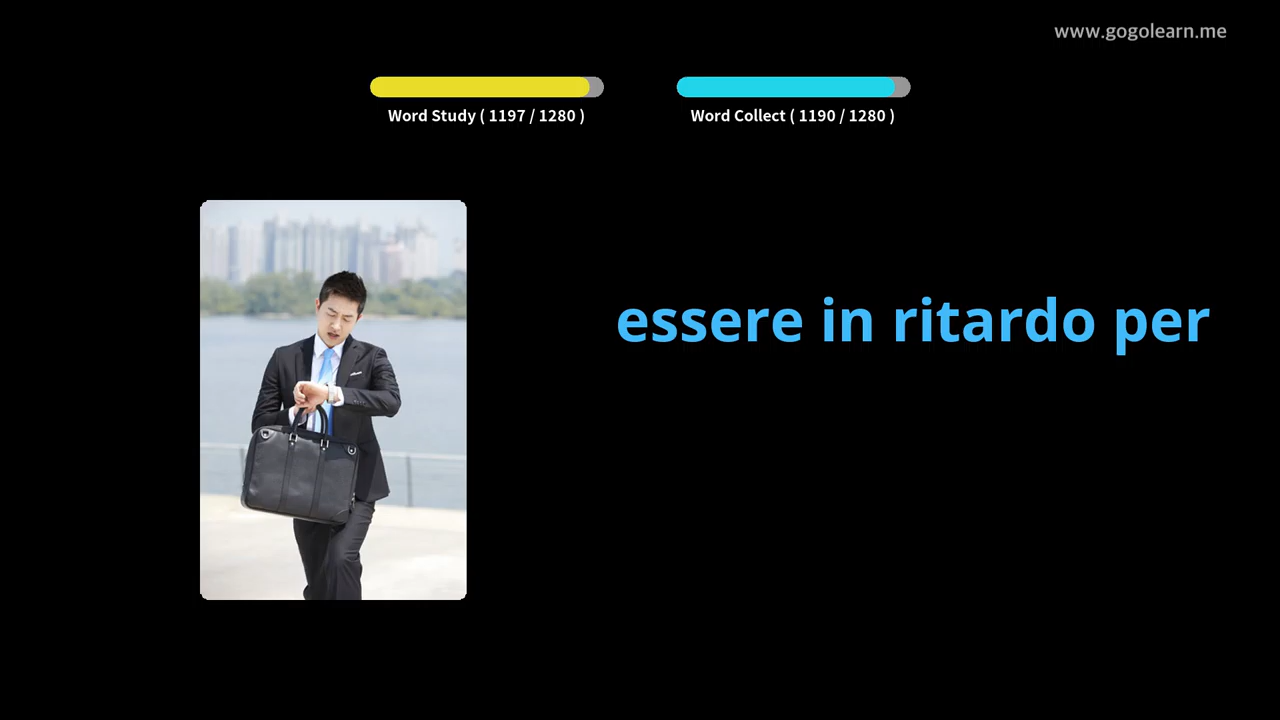 www.gogolearn.me
Word Study ( 1197 / 1280 )
Word Collect ( 1190 / 1280 )
essere in ritardo per